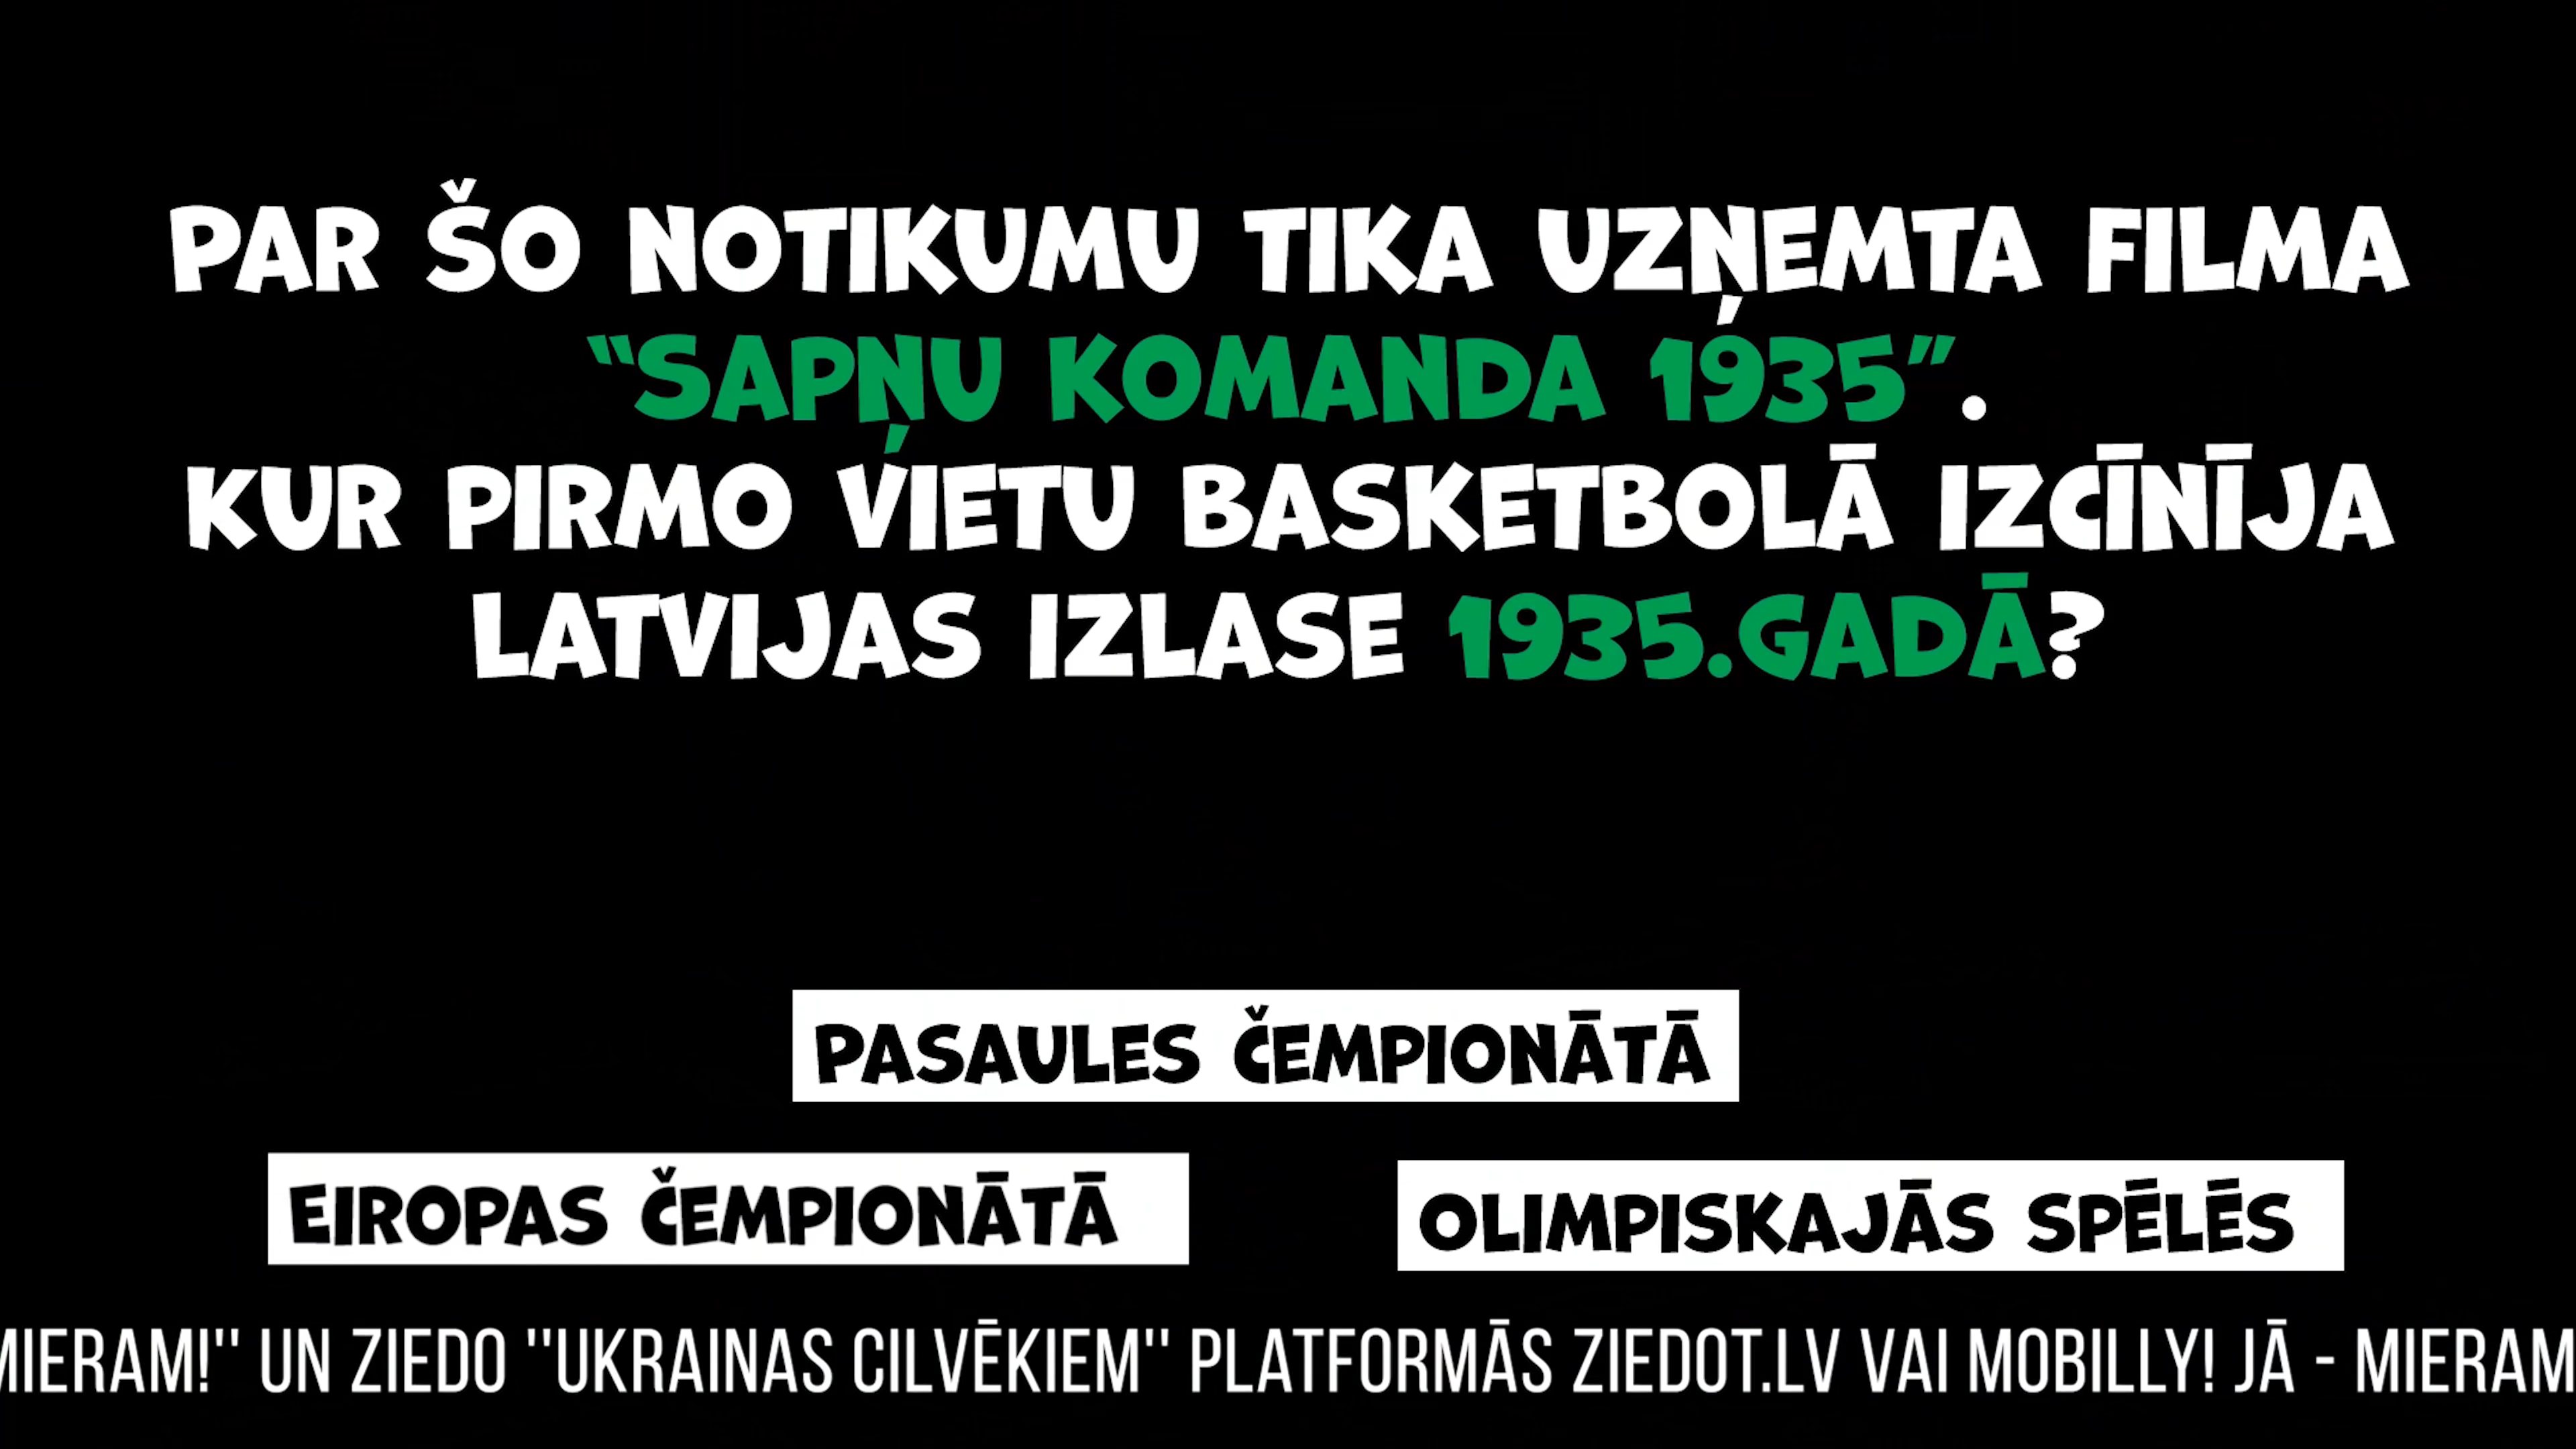 PAR ŠO NOTIKUMU TIKA UZŅEMTA FILMA
"SAPŅU KOMANDA 1935".
KUR PIRMO VIETU BASKETBOLĀ IZCĪNĪJA
LATVIJAS IZLASE 1935.GADĀ?
PASAULES ČEMPIONĀTĀ
EIROPAS ČEMPIONĀTĀ
OLIMPISKAJĀS SPĒLĒS
MIERAM!" UN ZIEDO "UKRAINAS CILVĒKIEM" PLATFORMĀS ZIEDOT.LV VAI MOBILLY! JĀ - MIERAM